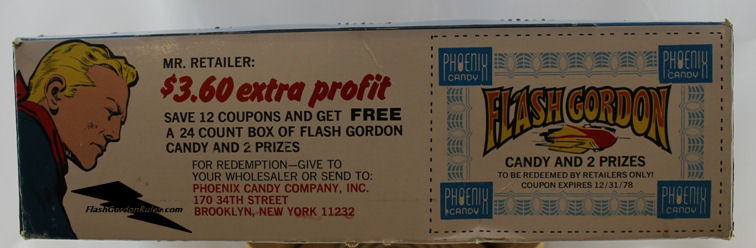 MR. RETAILER:
$3.60 extra profit
SAVE 12 COUPONS AND GET FREE
A 24 COUNT BOX OF FLASH GORDON
CANDY AND 2 PRIZES
FOR REDEMPTION—GIVE TO
YOUR WHOLESALER OR SEND TO:
PHOENIX CANDY COMPANY, INC.
170 34TH STREET
BROOKLYN, NEW YORK 11232
FlashGordonRules.com
PHOENIX
CANDY
PHOENIX
CANDY
FLASH GORDON
CANDY AND 2 PRIZES
TO BE REDEEMED BY RETAILERS ONLY!
COUPON EXPIRES 12/31/78
PHOENIX
CANDY
PHOENIX
CANDY